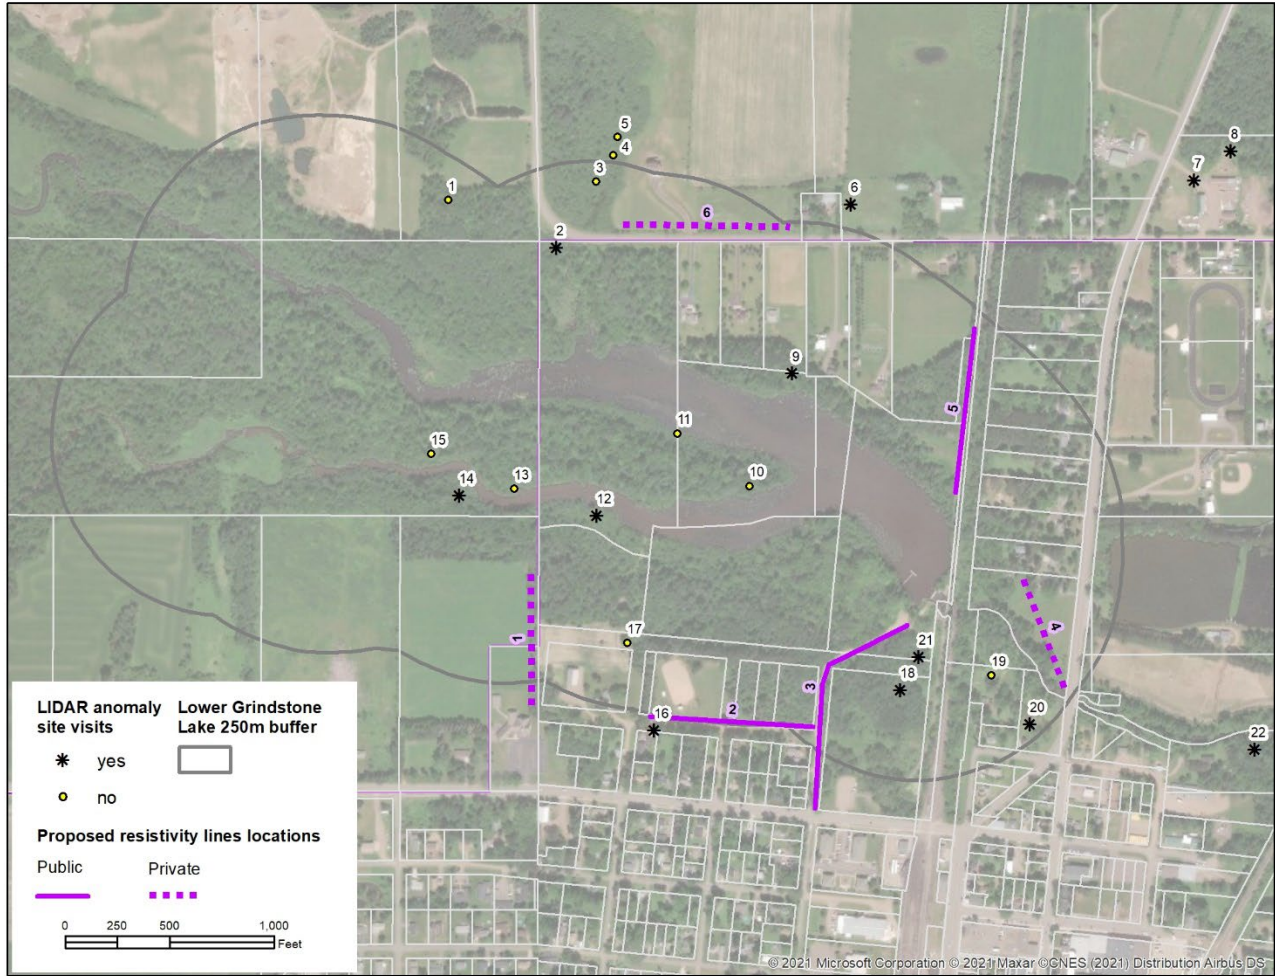 5
4
3
1
2
6
6
7
8
9
5
11
10
15
14
13
12
1
17
4
21
18
19
3
2
16
20
22
LIDAR anomaly
site visits
yes
no
Lower Grindstone
Lake 250m buffer
Proposed resistivity lines locations
Public
Private
0 250 500 1,000
Feet
© 2021 Microsoft Corporation © 2021 Maxar ©CNES (2021) Distribution Airbus DS